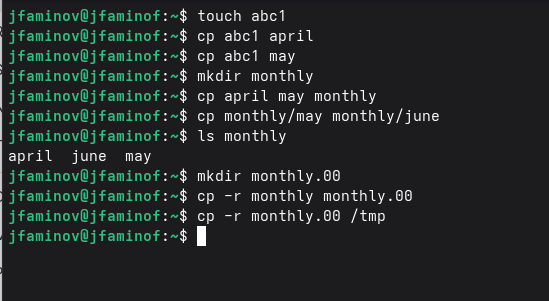 jfaminov@jfaminof:~$ touch abc1
jfaminov@jfaminof:~$ cp abc1 april
jfaminov@jfaminof:~$ cp abc1 may
jfaminov@jfaminof:~$ mkdir monthly
jfaminov@jfaminof:~$ cp april may monthly
jfaminov@jfaminof:~$ cp monthly/may monthly/june
jfaminov@jfaminof:~$ ls monthly
april  june  may
jfaminov@jfaminof:~$ mkdir monthly.00
jfaminov@jfaminof:~$ cp -r monthly monthly.00
jfaminov@jfaminof:~$ cp -r monthly.00 /tmp
jfaminov@jfaminof:~$